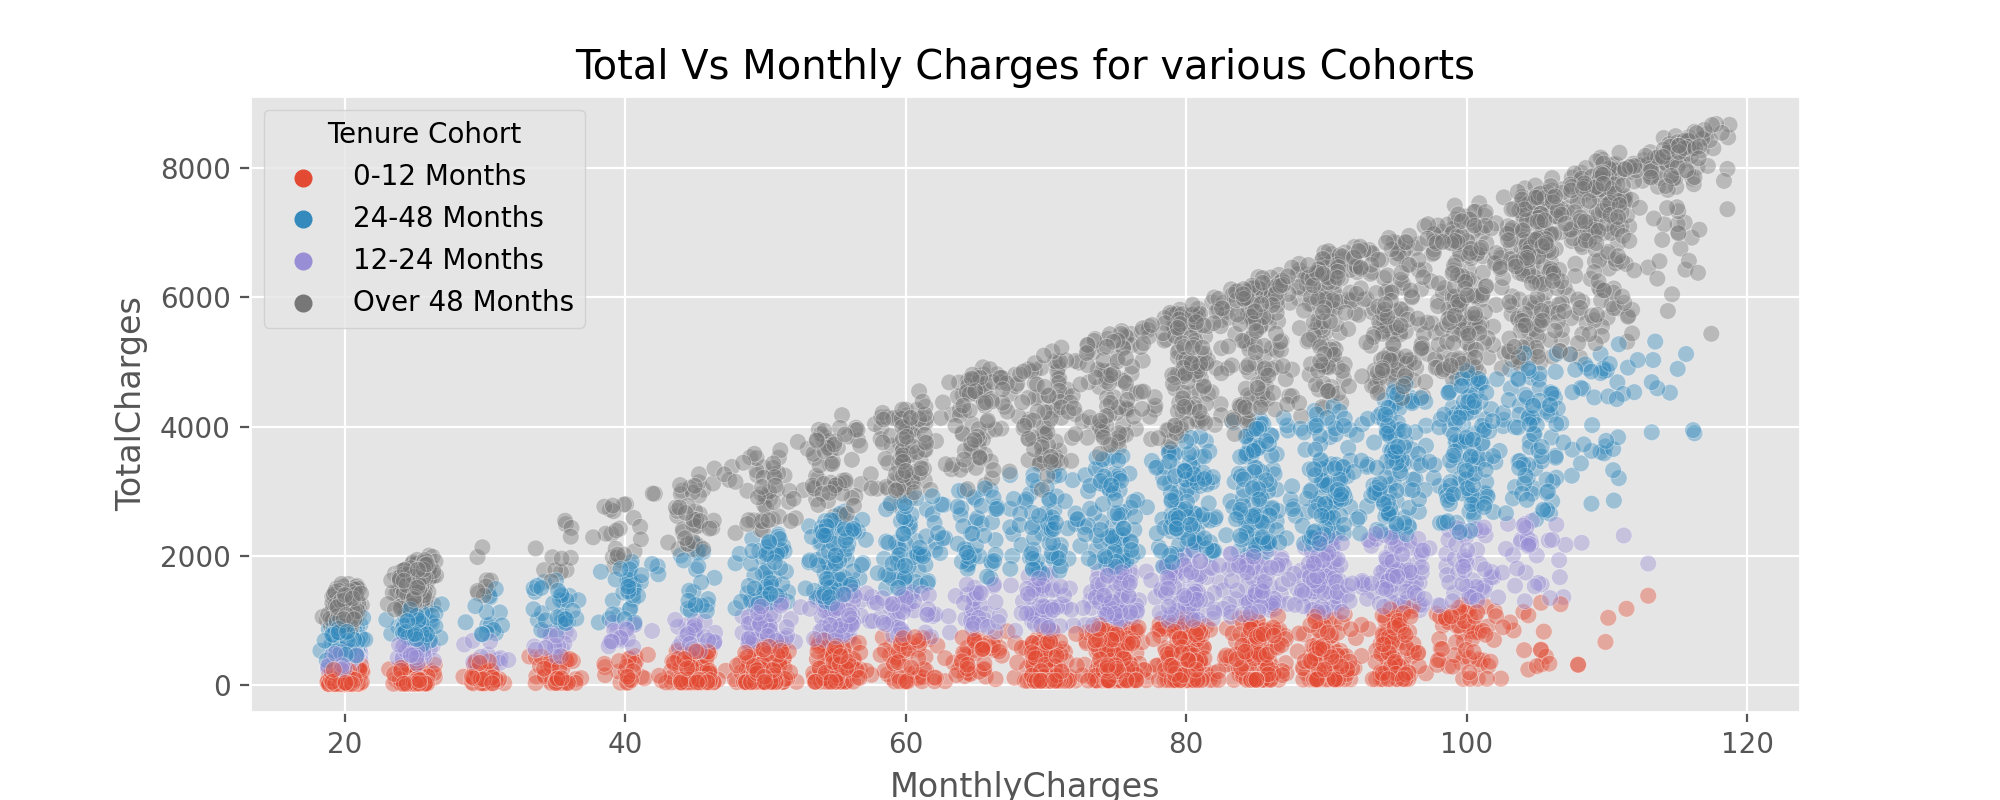 Total Vs Monthly Charges for various Cohorts
Tenure Cohort
0-12 Months
24-48 Months
12-24 Months
Over 48 Months
TotalCharges
8000
6000
4000
2000
0
20 40 60 80 100 120
MonthlyCharges